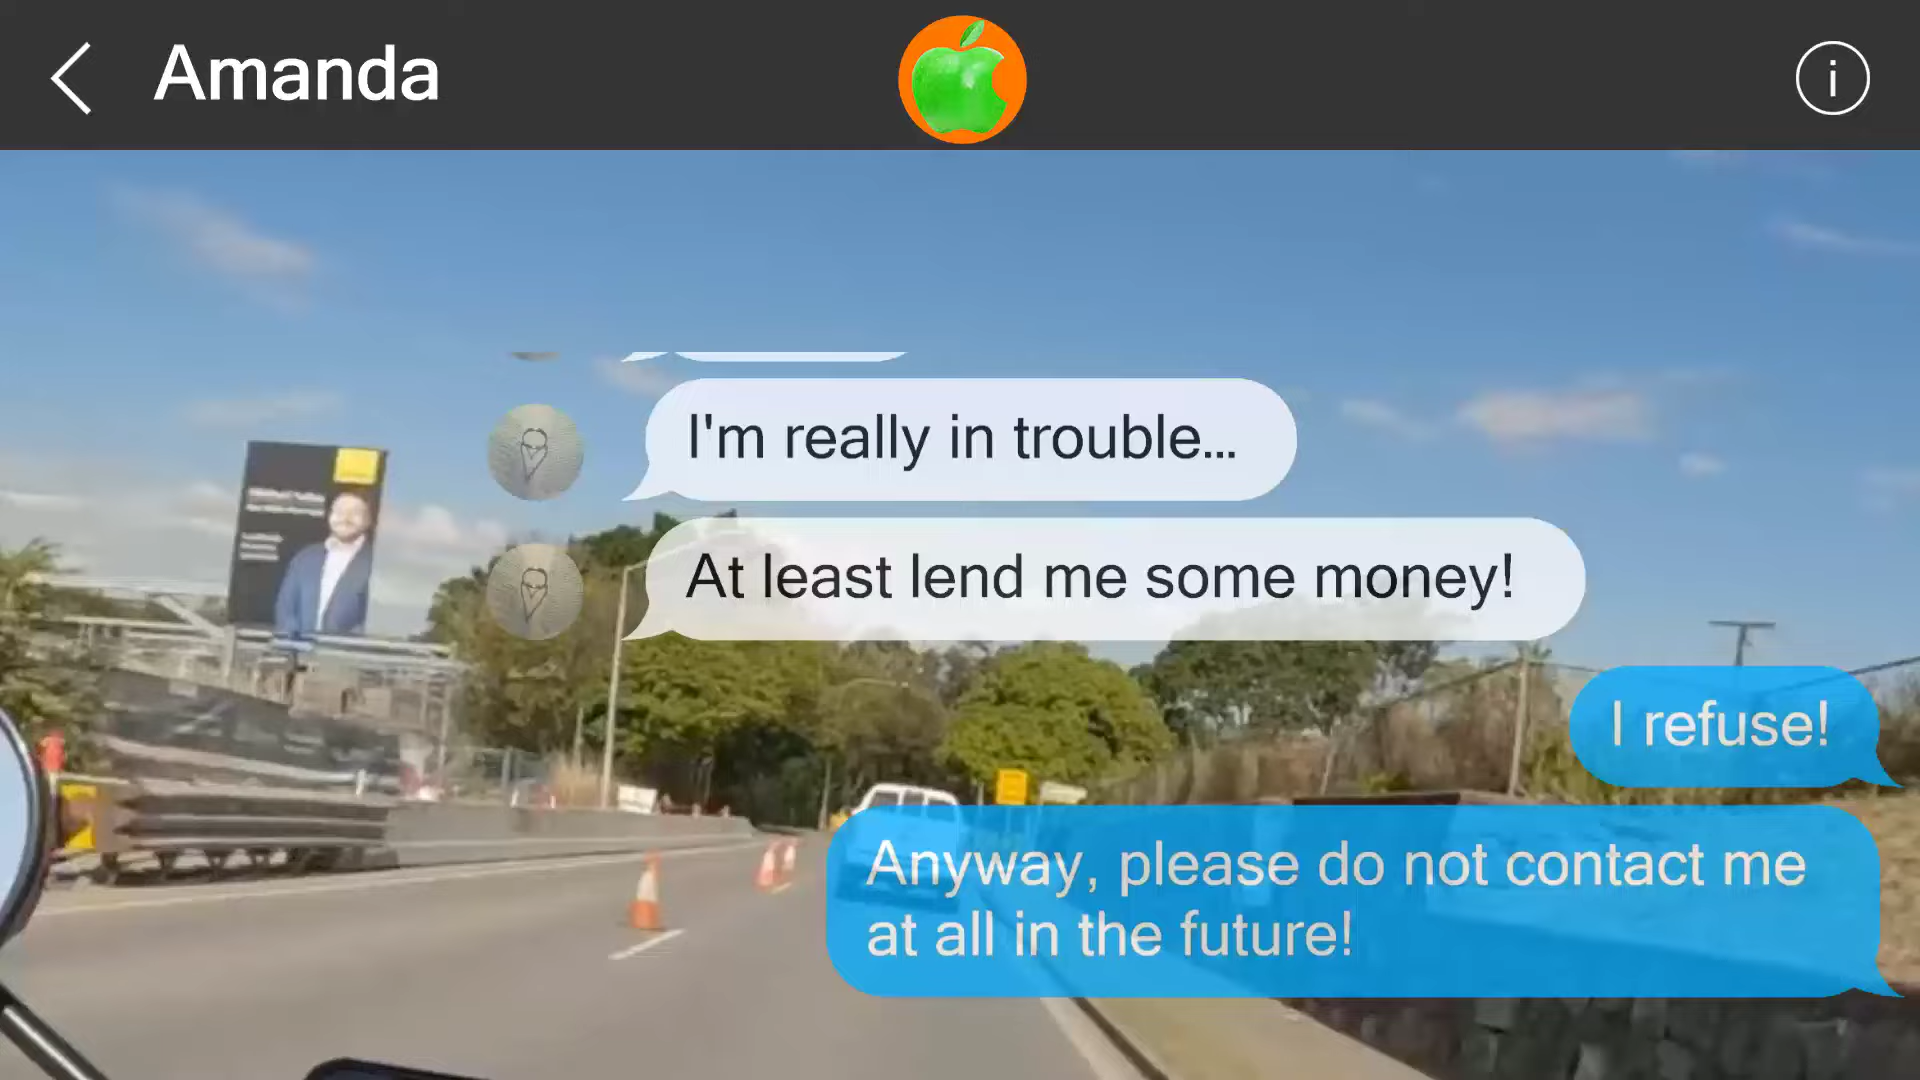 Amanda
I'm really in trouble...
At least lend me some money!
I refuse!
Anyway, please do not contact me
at all in the future!